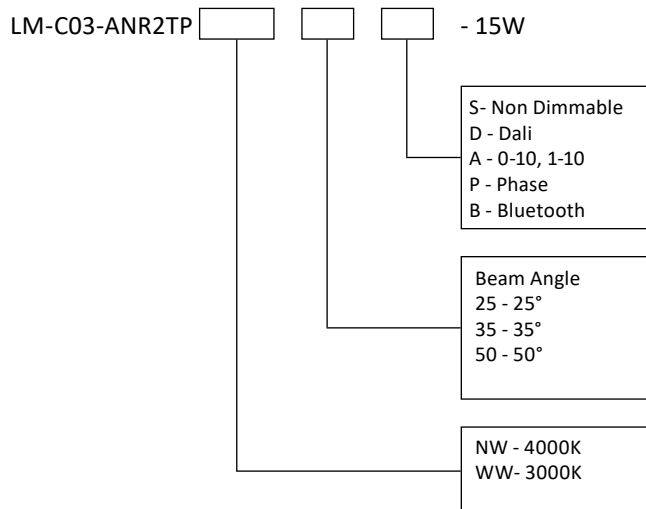 LM-C03-ANR2TP - 15W
S- Non Dimmable
D - Dali
A - 0-10, 1-10
P - Phase
B - Bluetooth
Beam Angle
25 - 25°
35 - 35°
50 - 50°
NW - 4000K
WW- 3000K